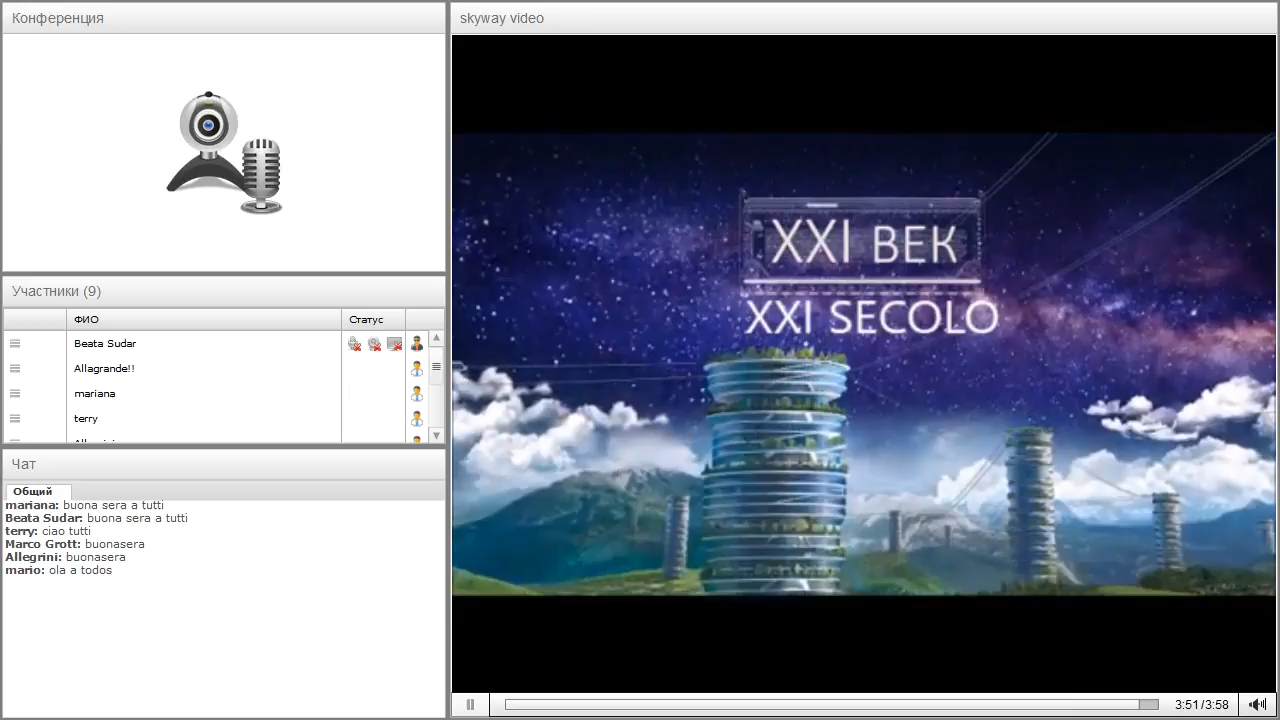 Конференция
Участники (9)
ФИО Статус
Beata Sudar
Allagrande!!
mariana
terry
Чат
Общий
mariana: buona sera a tutti
Beata Sudar: buona sera a tutti
terry: ciao tutti
Marco Grott: buonasera
Allegrini: buonasera
mario: ola a todos
skyway video
XXI ВЕК
XXI SECOLO
3:51/3:58